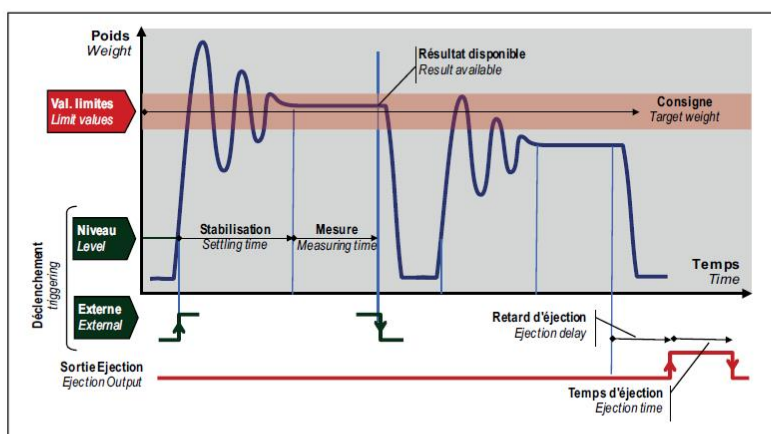 Poids
Weight
Résultat disponible
Result available
Val. limites
Limit values
Consigne
Target weight
Niveau
Level
Stabilisation
Settling time
Mesure
Measuring time
Temps
Time
Déclenchement
triggering
Externe
External
Retard d'éjection
Ejection delay
Sortie Ejection
Ejection Output
Temps d'éjection
Ejection time